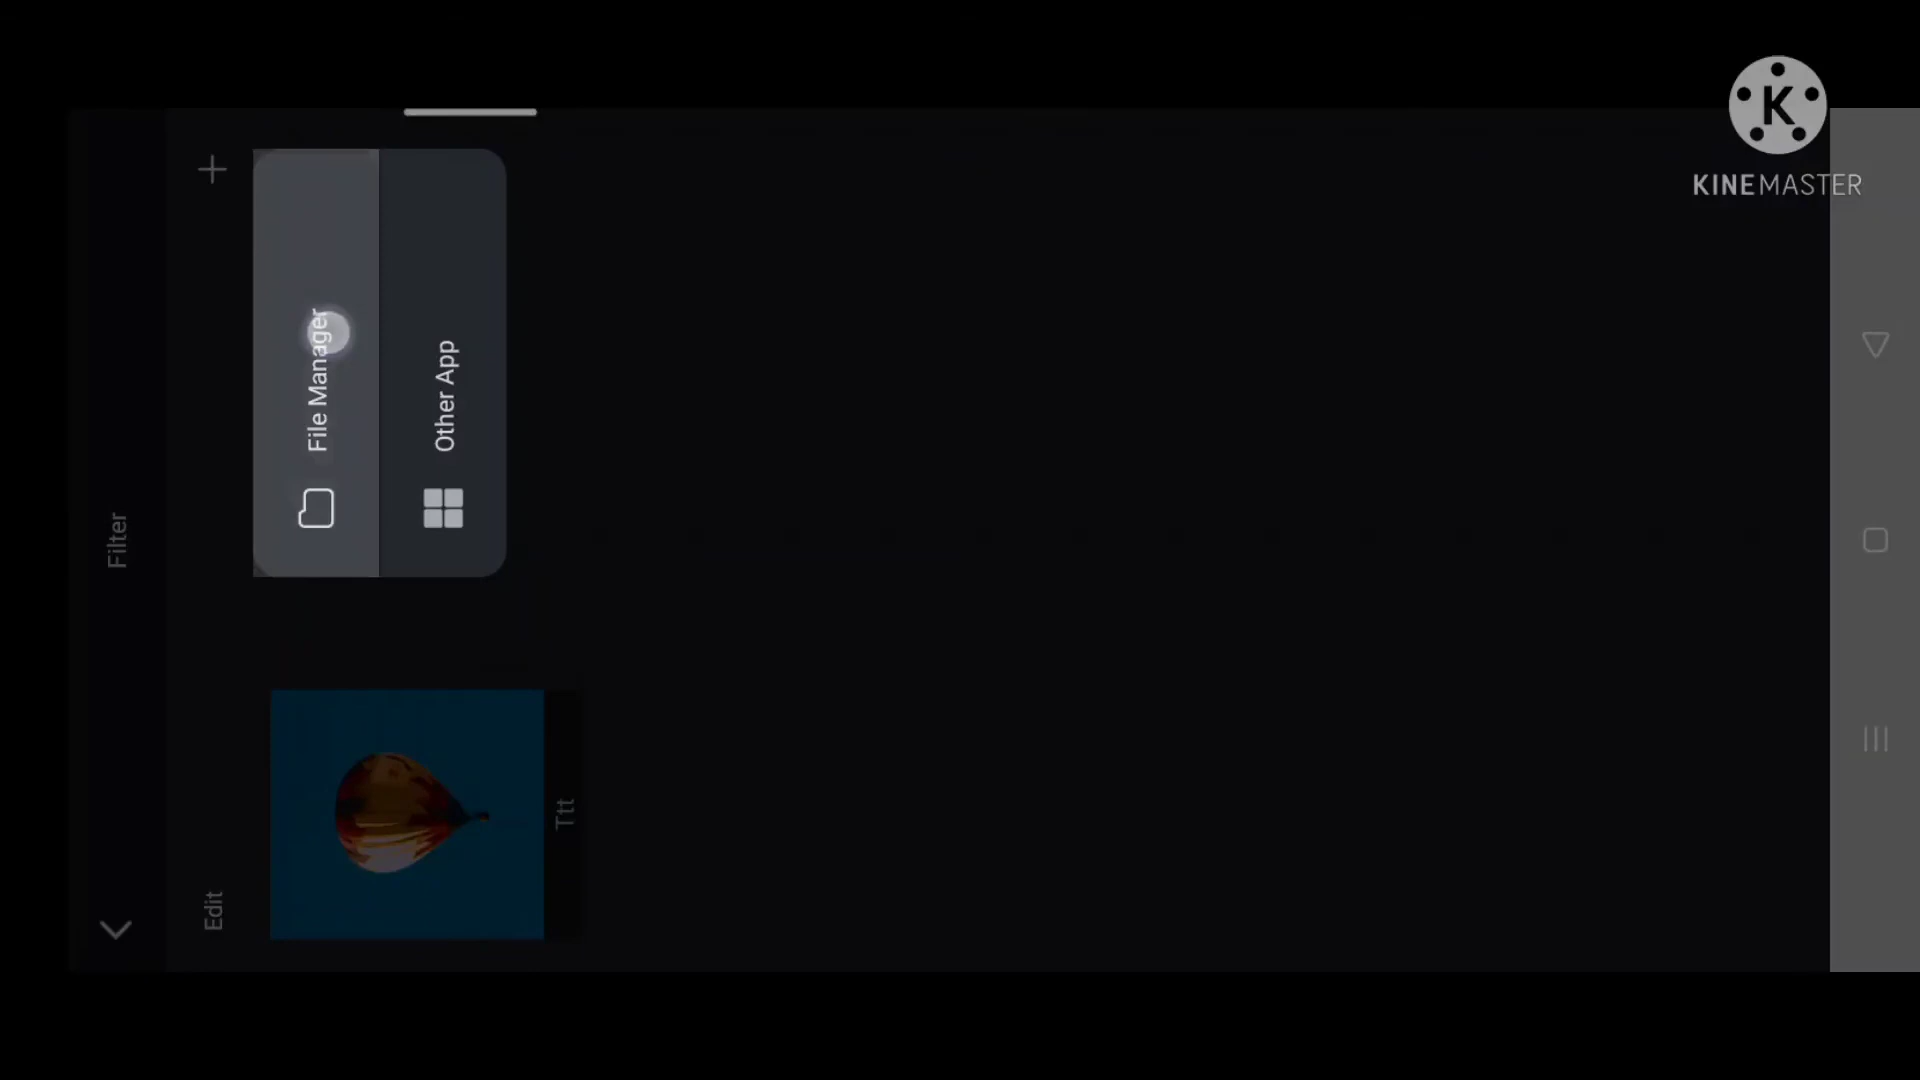 Filter
Edit
File Manager
Other App
Ttt
K
KINEMASTER